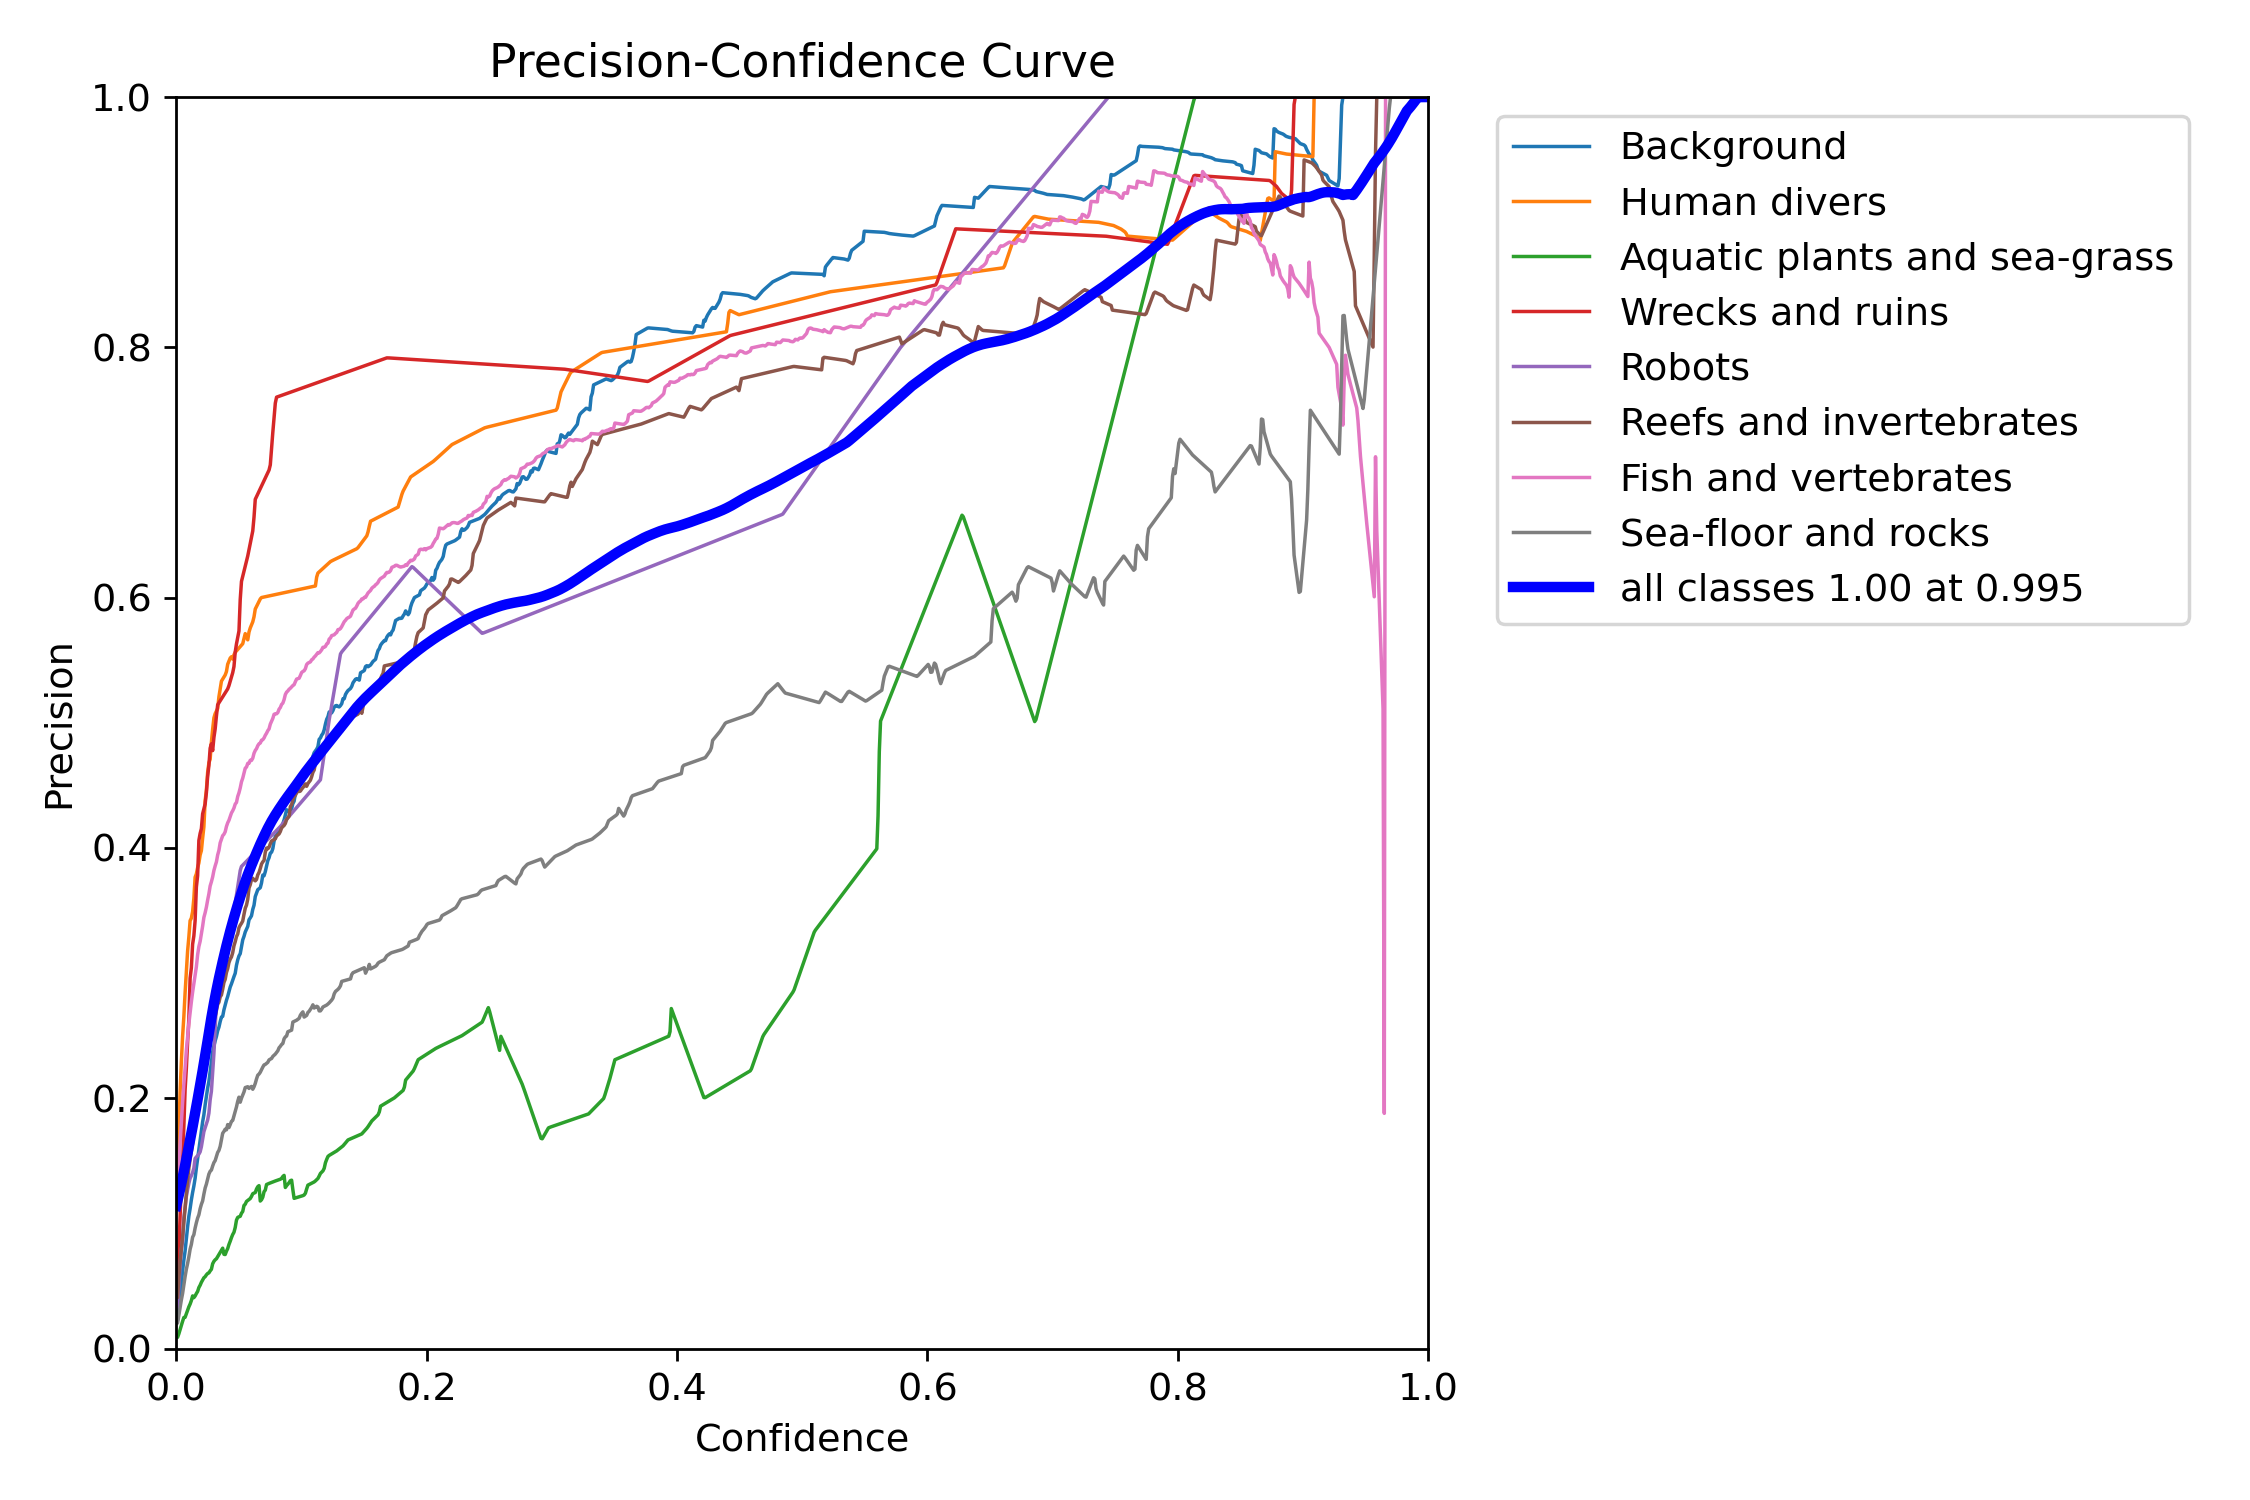 Precision-Confidence Curve
1.0
0.8
0.6
0.4
0.2
0.0
Precision
0.0 0.2 0.4 0.6 0.8 1.0
Confidence
Background
Human divers
Aquatic plants and sea-grass
Wrecks and ruins
Robots
Reefs and invertebrates
Fish and vertebrates
Sea-floor and rocks
all classes 1.00 at 0.995